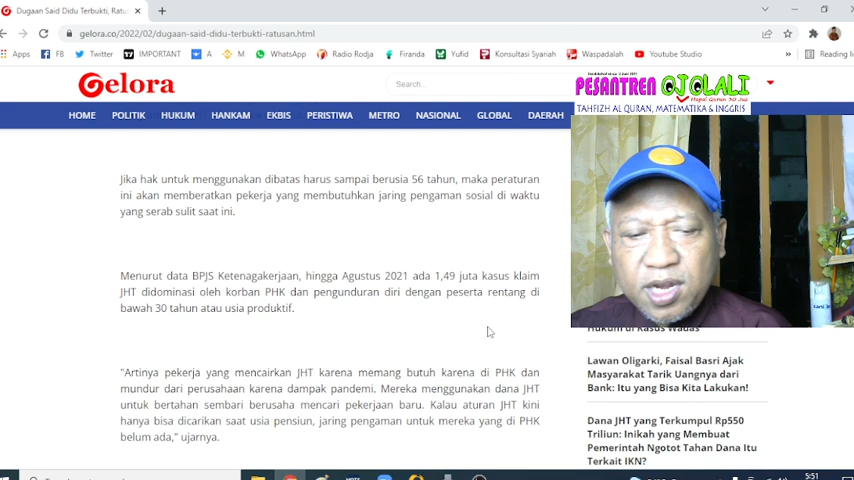 Dugaan Said Didu Terbukti, Ratus
gelora.co/2022/02/dugaan-said-didu-terbukti-ratusan.html
Apps FB Twitter IMPORTANT A M WhatsApp Radio Rodja Firanda Yufid Konsultasi Syariah Waspadalah YouTube Studio » Reading li
Gelora
Search...
PESANTREN OJOLALI
Hapal Quran 30 Juz
TAHFIZH AL QURAN, MATEMATIKA & INGGRIS
HOME POLITIK HUKUM HANKAM EKBIS PERISTIWA METRO NASIONAL GLOBAL DAERAH
Jika hak untuk menggunakan dibatas harus sampai berusia 56 tahun, maka peraturan
ini akan memberatkan pekerja yang membutuhkan jaring pengaman sosial di waktu
yang serab sulit saat ini.
Menurut data BPJS Ketenagakerjaan, hingga Agustus 2021 ada 1,49 juta kasus klaim
JHT didominasi oleh korban PHK dan pengunduran diri dengan peserta rentang di
bawah 30 tahun atau usia produktif.
"Artinya pekerja yang mencairkan JHT karena memang butuh karena di PHK dan
mundur dari perusahaan karena dampak pandemi. Mereka menggunakan dana JHT
untuk bertahan sembari berusaha mencari pekerjaan baru. Kalau aturan JHT kini
hanya bisa dicarikan saat usia pensiun, jaring pengaman untuk mereka yang di PHK
belum ada," ujarnya.
Hukum di Kasus Wadas
Lawan Oligarki, Faisal Basri Ajak
Masyarakat Tarik Uangnya dari
Bank: Itu yang Bisa Kita Lakukan!
Dana JHT yang Terkumpul Rp550
Triliun: Inikah yang Membuat
Pemerintah Ngotot Tahan Dana Itu
Terkait IKN?
5:51